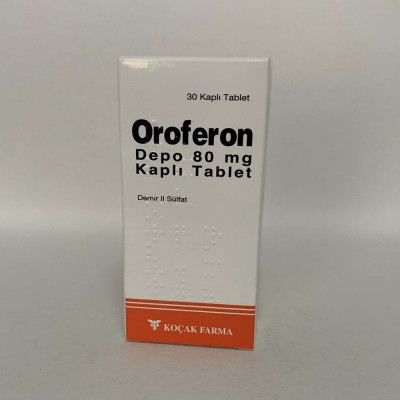 30 Kaplı Tablet
Oroferon
Depo 80 mg
Kaplı Tablet
Demir II Sülfat
KOÇAK FARMA